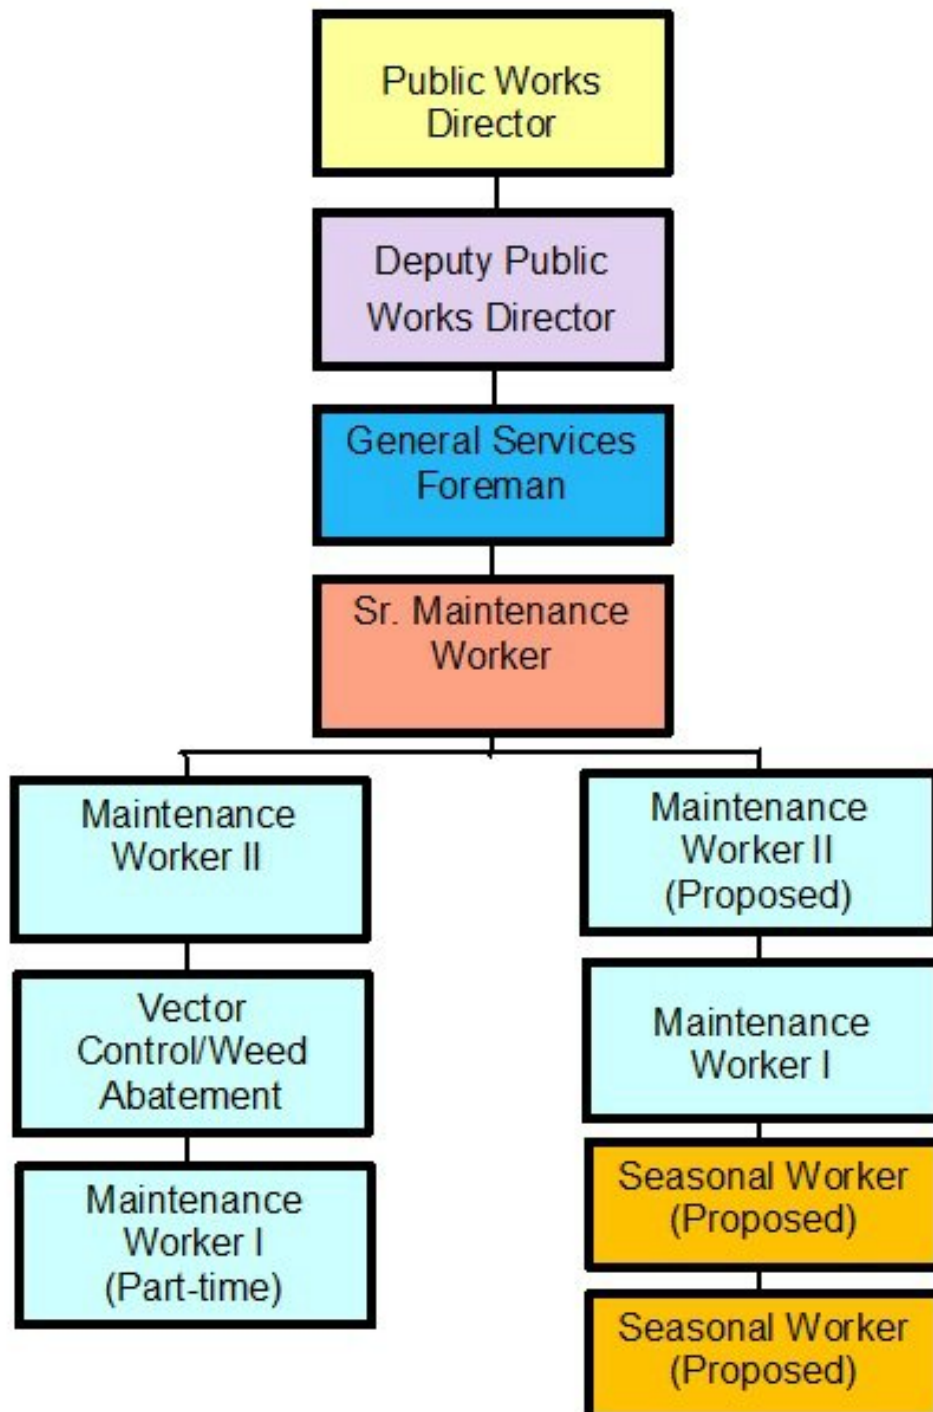 Public Works
Director
Deputy Public
Works Director
General Services
Foreman
Sr. Maintenance
Worker
Maintenance
Worker II
Vector
Control/Weed
Abatement
Maintenance
Worker I
(Part-time)
Maintenance
Worker II
(Proposed)
Maintenance
Worker I
Seasonal Worker
(Proposed)
Seasonal Worker
(Proposed)